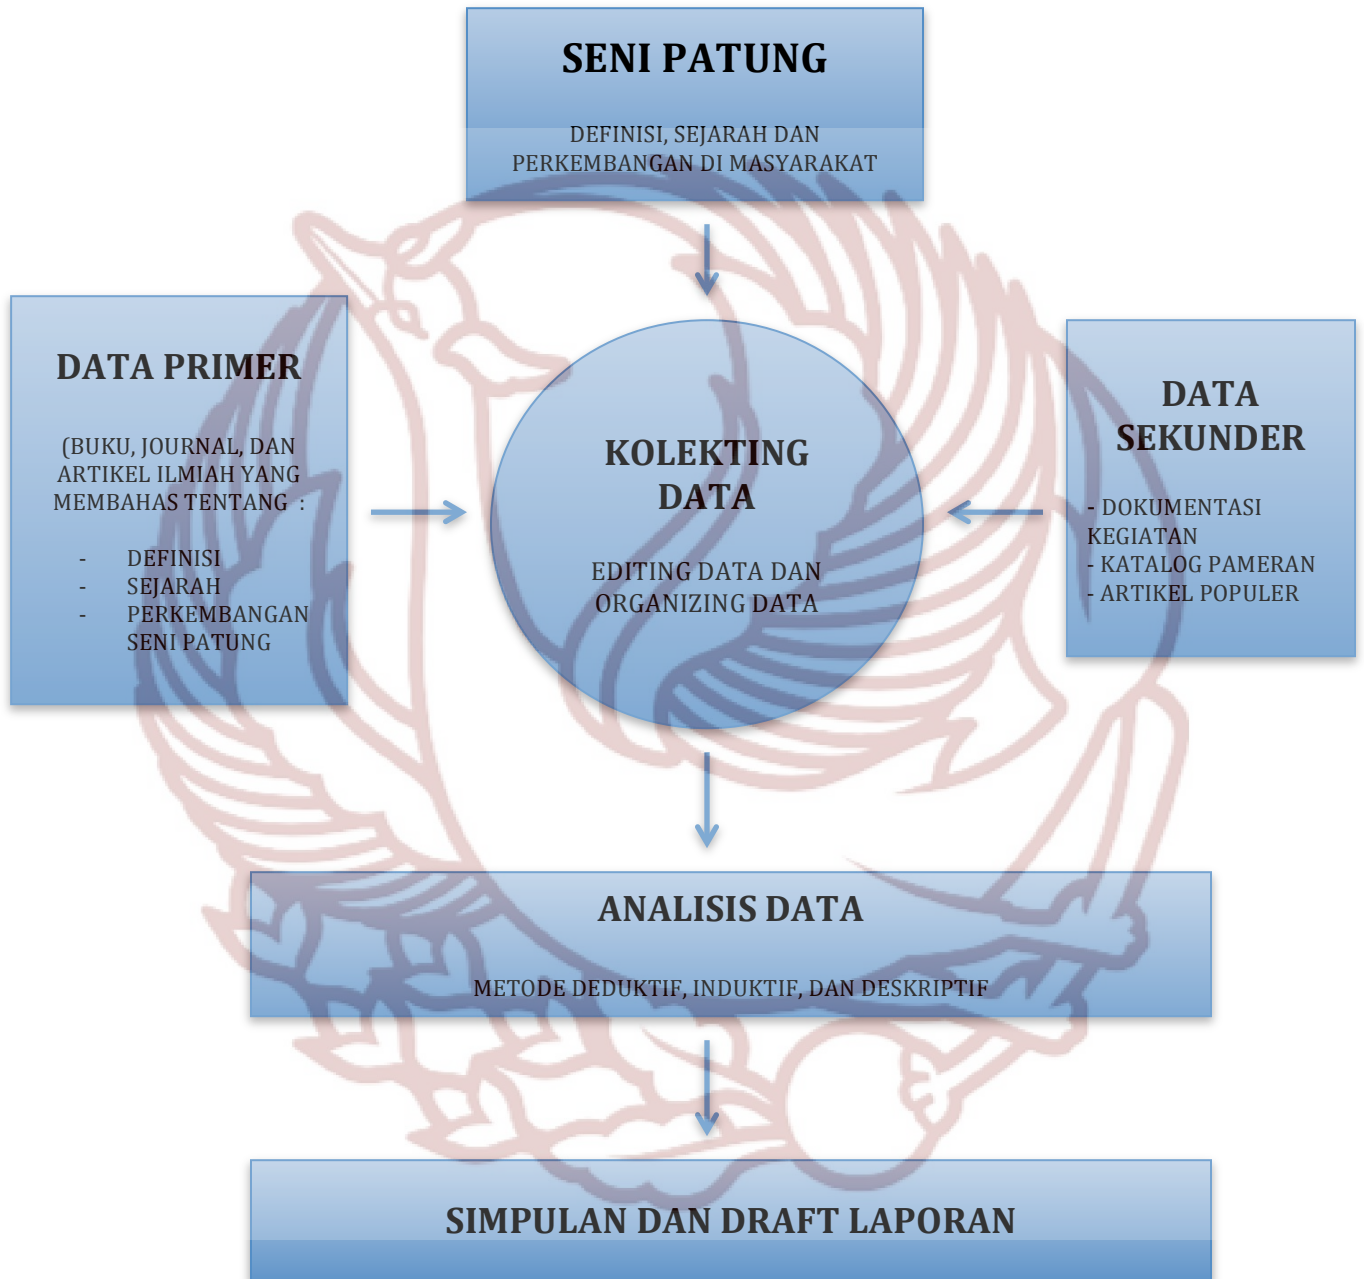 SENI PATUNG
DEFINISI, SEJARAH DAN
PERKEMBANGAN DI MASYARAKAT
DATA PRIMER
(BUKU, JOURNAL, DAN
ARTIKEL ILMIAH YANG
MEMBAHAS TENTANG :
- DEFINISI
- SEJARAH
- PERKEMBANGAN
SENI PATUNG
KOLEKTING
DATA
EDITING DATA DAN
ORGANIZING DATA
DATA
SEKUNDER
- DOKUMENTASI
KEGIATAN
- KATALOG PAMERAN
- ARTIKEL POPULER
ANALISIS DATA
METODE DEDUKTIF, INDUKTIF, DAN DESKRIPTIF
SIMPULAN DAN DRAFT LAPORAN